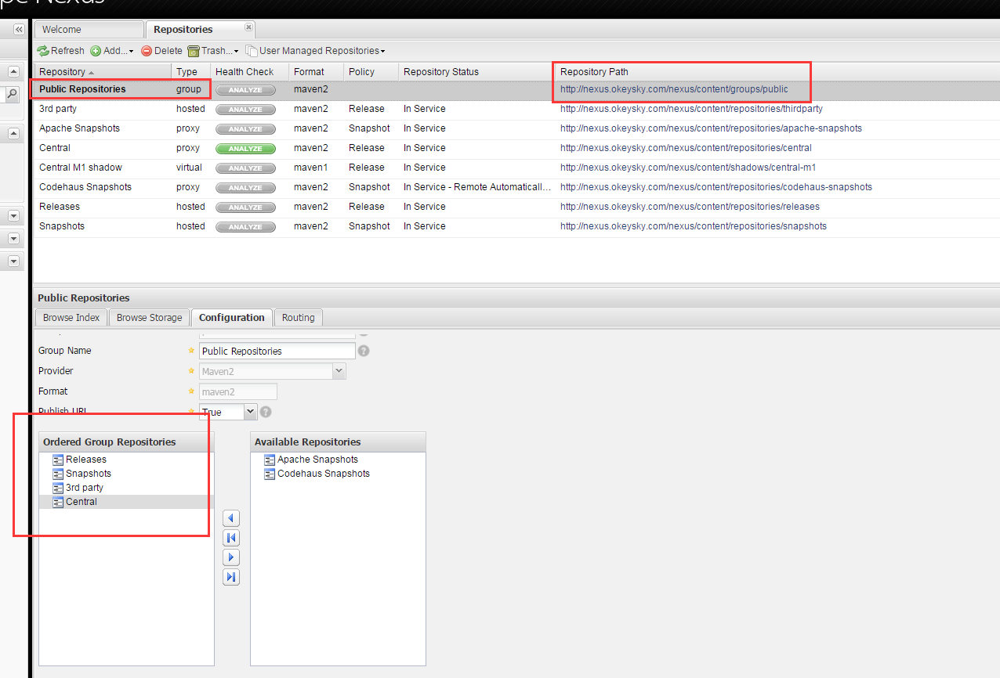 pe Nexus
Welcome
Repositories
Refresh Add... Delete Trash... User Managed Repositories
Repository Type Health Check Format Policy Repository Status Repository Path
Public Repositories group ANALYZE maven2 http://nexus.okeysky.com/nexus/content/groups/public
3rd party hosted ANALYZE maven2 Release In Service http://nexus.okeysky.com/nexus/content/repositories/thirdparty
Apache Snapshots proxy ANALYZE maven2 Snapshot In Service http://nexus.okeysky.com/nexus/content/repositories/apache-snapshots
Central proxy ANALYZE maven2 Release In Service http://nexus.okeysky.com/nexus/content/repositories/central
Central M1 shadow virtual ANALYZE maven1 Release In Service http://nexus.okeysky.com/nexus/content/shadows/central-m1
Codehaus Snapshots proxy ANALYZE maven2 Snapshot In Service - Remote Automaticall... http://nexus.okeysky.com/nexus/content/repositories/codehaus-snapshots
Releases hosted ANALYZE maven2 Release In Service http://nexus.okeysky.com/nexus/content/repositories/releases
Snapshots hosted ANALYZE maven2 Snapshot In Service http://nexus.okeysky.com/nexus/content/repositories/snapshots
Public Repositories
Browse Index Browse Storage Configuration Routing
Group Name Public Repositories
Provider Maven2
Format maven2
Publish URL True
Ordered Group Repositories
Releases
Snapshots
3rd party
Central
Available Repositories
Apache Snapshots
Codehaus Snapshots